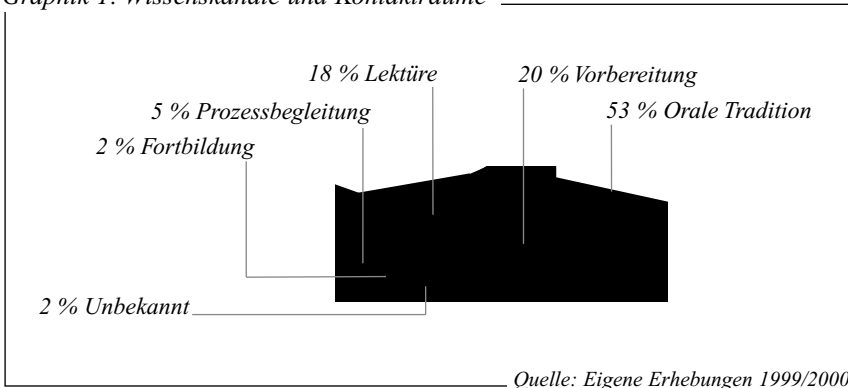 Graphik 1: Wissenskanäle und Kontakträume
18 % Lektüre
20 % Vorbereitung
5 % Prozessbegleitung
53 % Orale Tradition
2 % Fortbildung
2 % Unbekannt
Quelle: Eigene Erhebungen 1999/2000